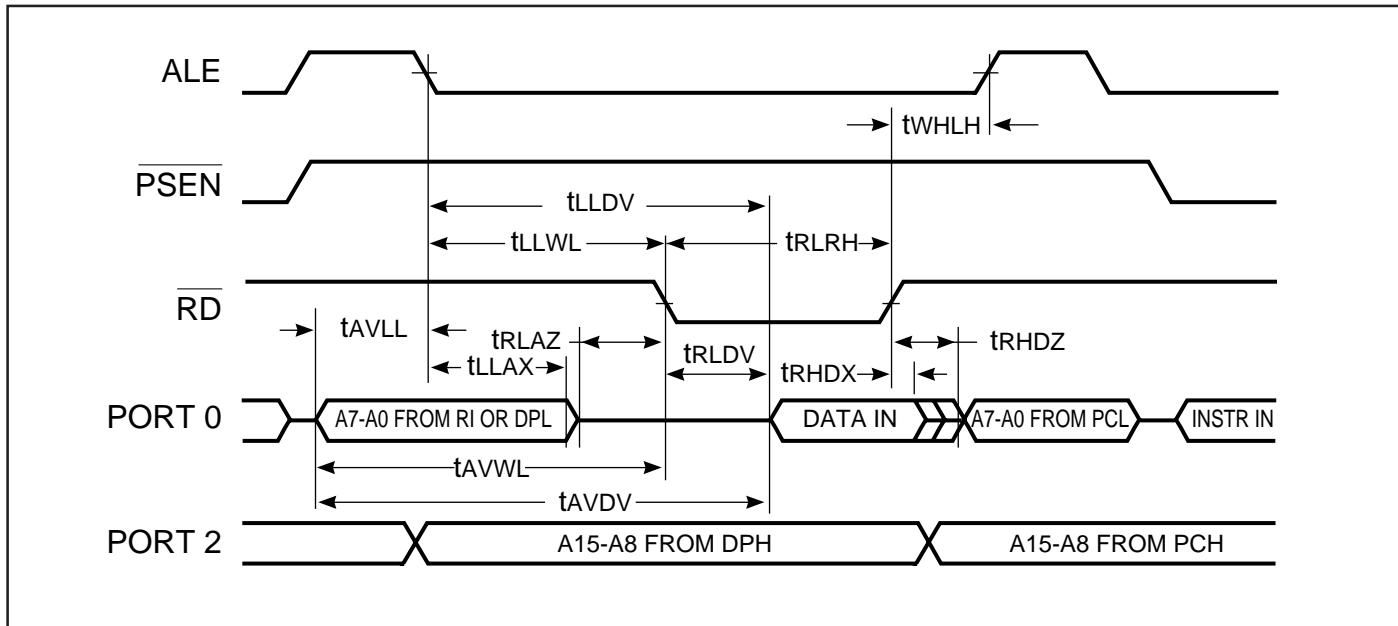 ALE
tWHLH
PSEN
tLLDV
tLLWL
tRLRH
RD
tAVLL
tRLAZ
tLLAX
tRLDV
tRHDX
tRHDZ
PORT 0
A7-A0 FROM RI OR DPL
DATA IN
A7-A0 FROM PCL
INSTR IN
tAVWL
tAVDV
PORT 2
A15-A8 FROM DPH
A15-A8 FROM PCH